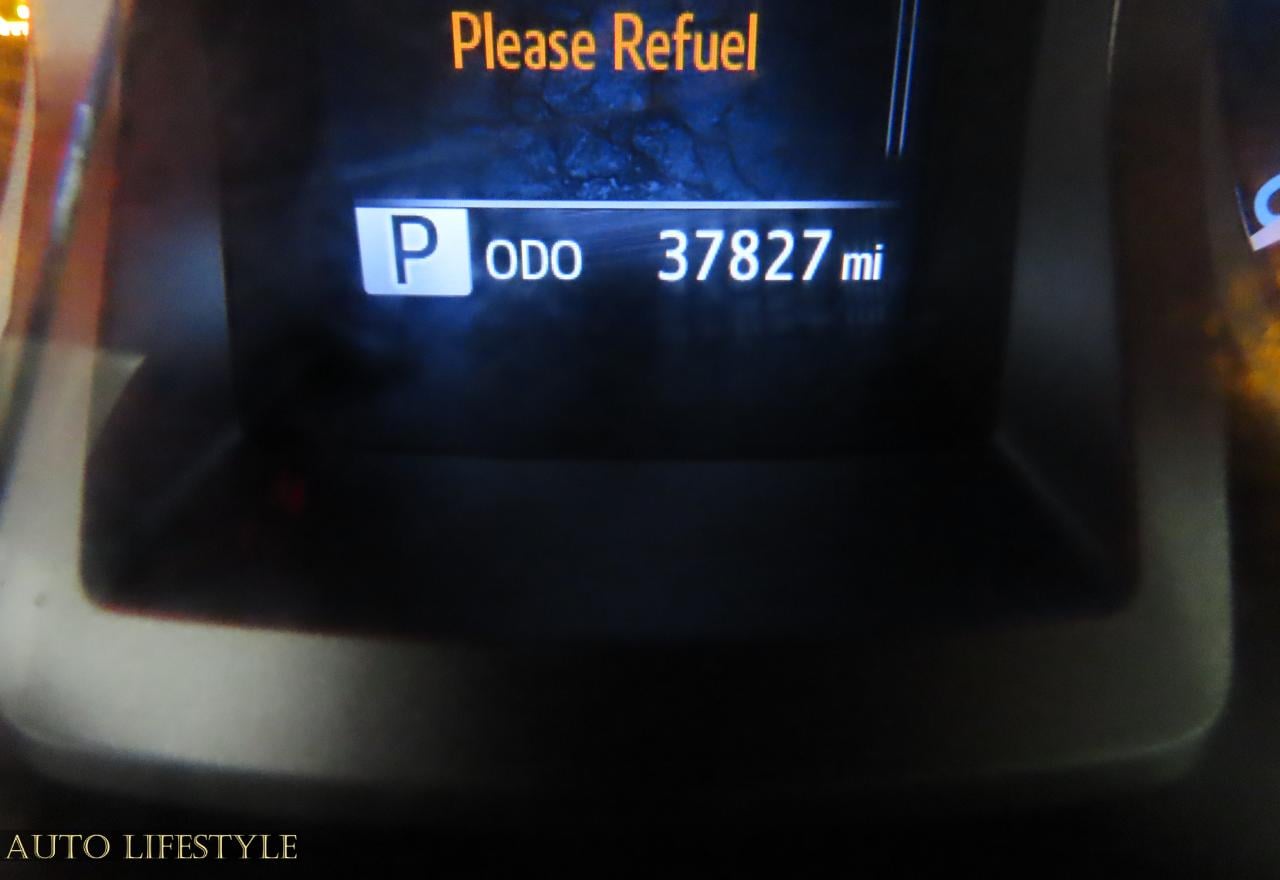 Please Refuel
P ODO 37827 mi
AUTO LIFESTYLE